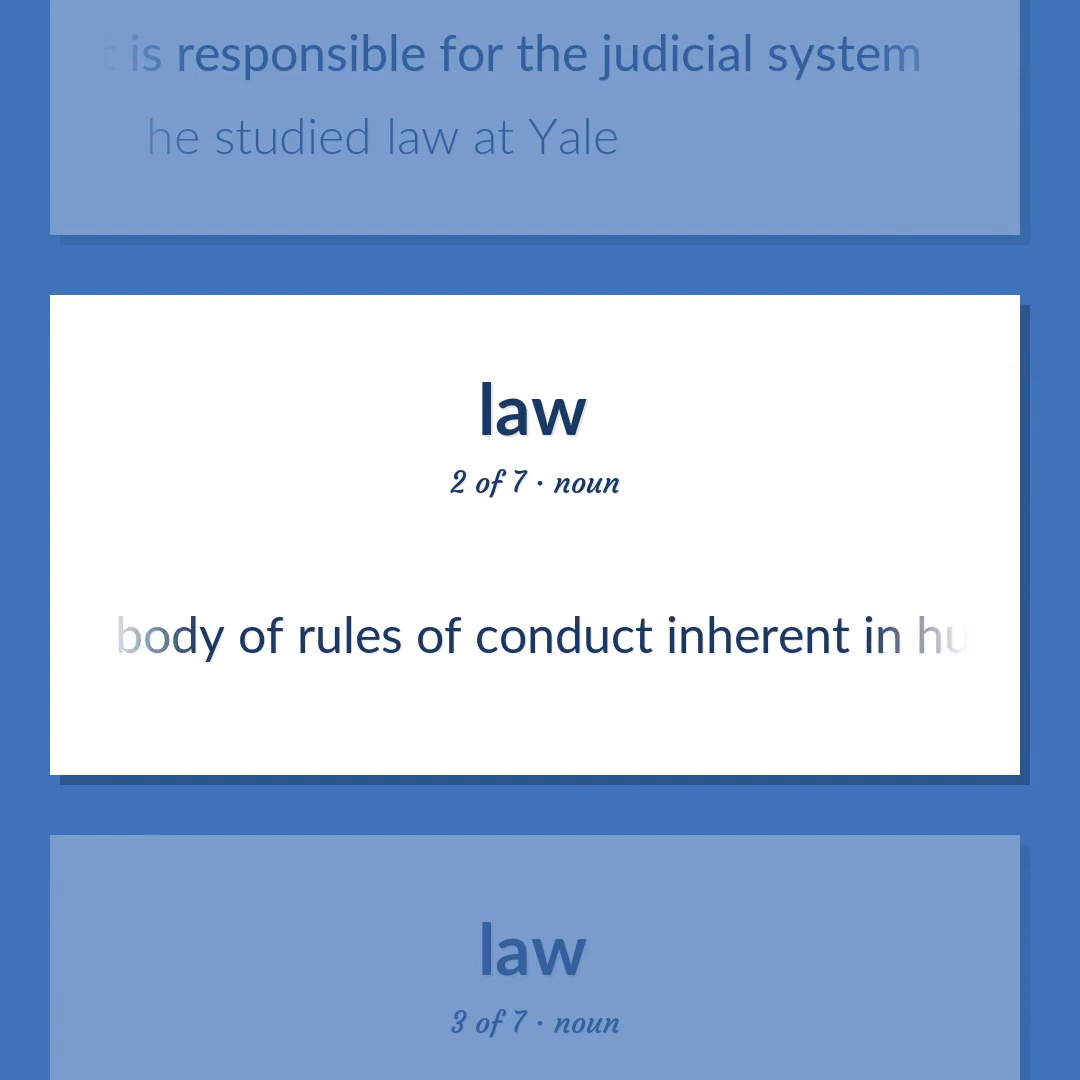 is responsible for the judicial system
he studied law at Yale
law
2 of 7 · noun
body of rules of conduct inherent in
law
3 of 7 · noun